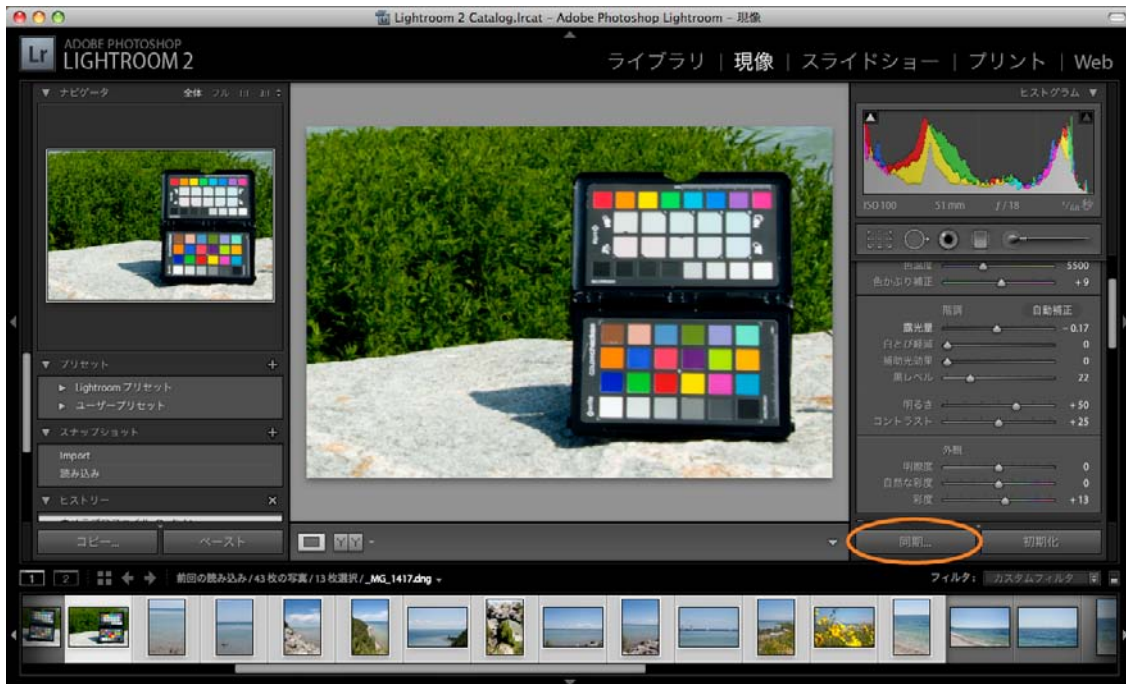 Lightroom 2 Catalog.lrcat – Adobe Photoshop Lightroom – 現像
Lr ADOBE PHOTOSHOP
LIGHTROOM 2
ライブラリ | 現像 | スライドショー | プリント | Web
▼ ナビゲータ 全体 フル 1:1
ヒストグラム ▼
ISO 100 51 mm
色温度 5500
色かぶり補正 + 9
階調 自動補正
露光量 – 0.17
白とび軽減 0
補助光効果 0
黒レベル 22
明るさ + 50
コントラスト + 25
外観
明瞭度 0
自然な彩度 0
彩度 + 13
▼ プリセット +
▶ Lightroom プリセット
▶ ユーザープリセット
▼ スナップショット +
Import
読み込み
▼ ヒストリー ×
コピー... ペースト
Y Y
同期... 初期化
1 2 前回の読み込み / 43 枚の写真 / 13 枚選択 / _MG_1417.dng
フィルタ : カスタムフィルタ